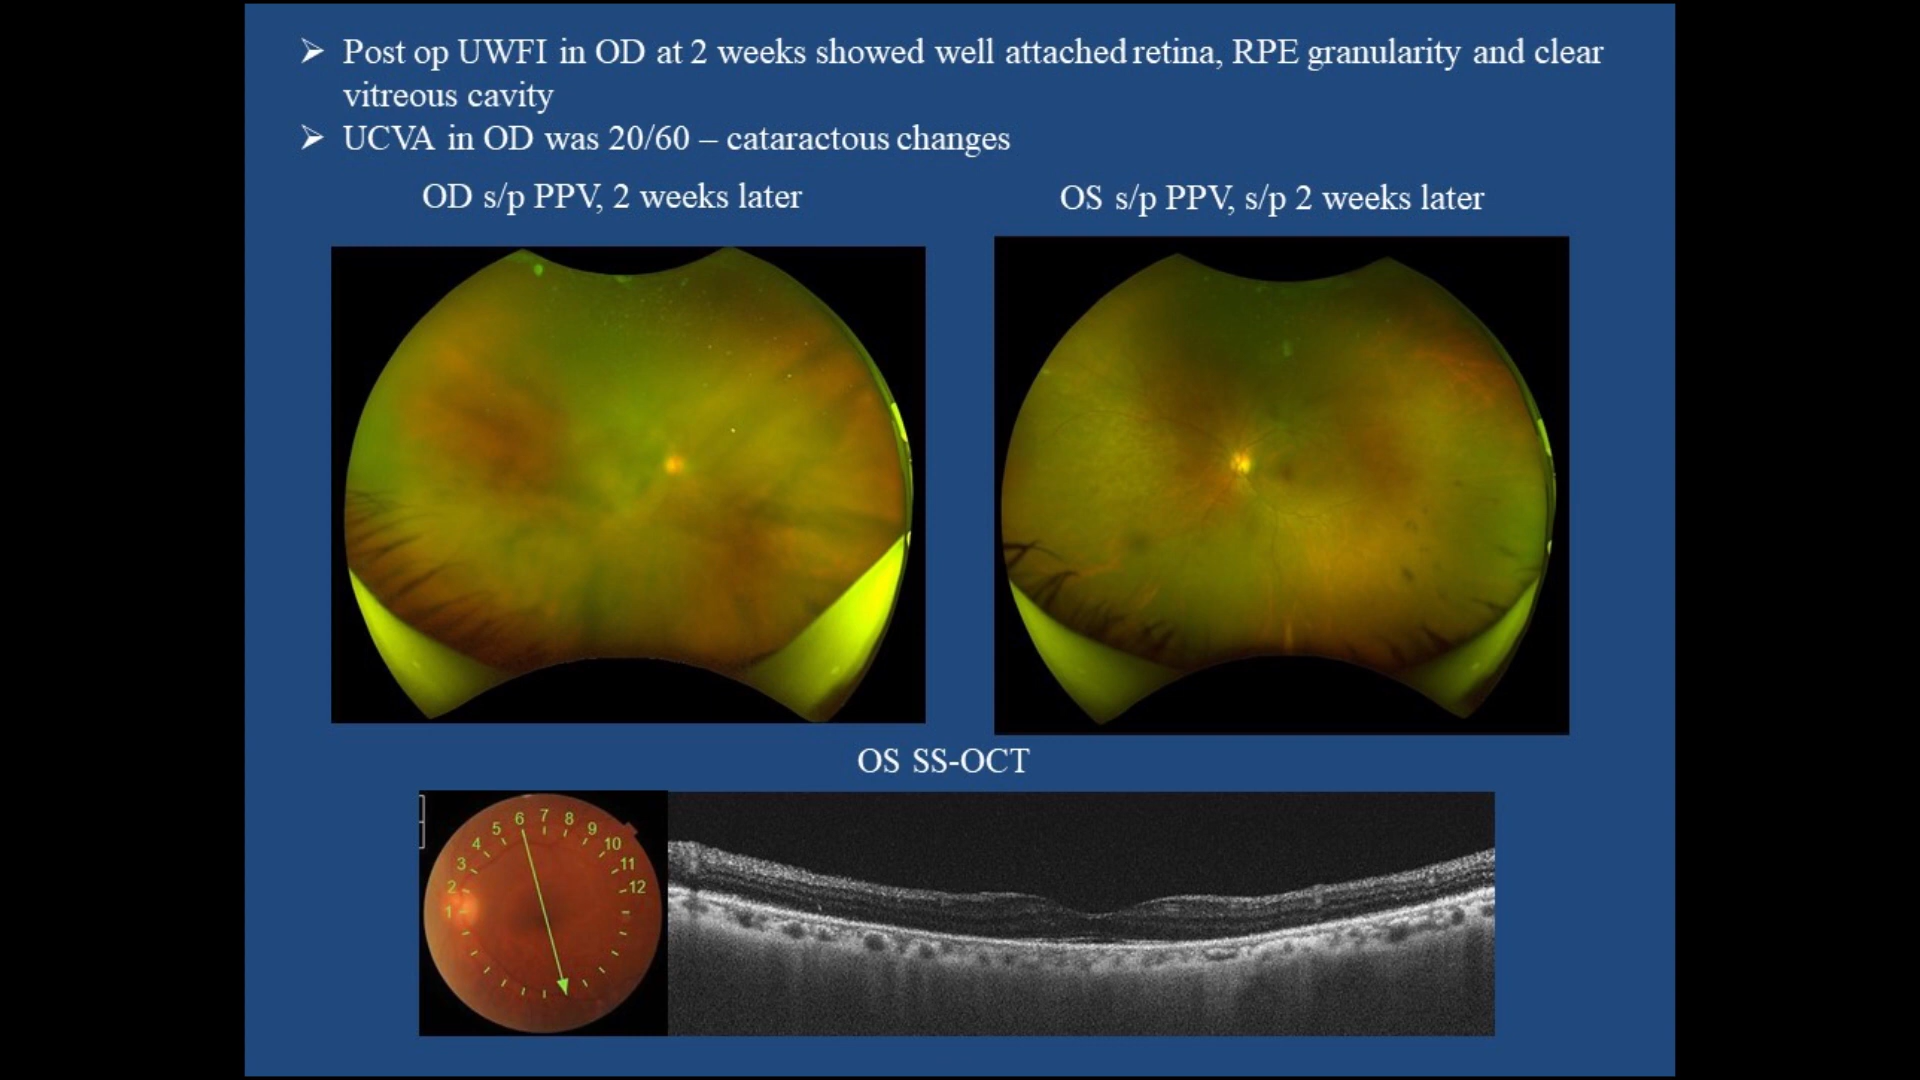 ➢ Post op UWFI in OD at 2 weeks showed well attached retina, RPE granularity and clear
vitreous cavity
➢ UCVA in OD was 20/60 – cataractous changes
OD s/p PPV, 2 weeks later
OS s/p PPV, s/p 2 weeks later
OS SS-OCT
1
2
3
4
5
6
7
8
9
10
11
12